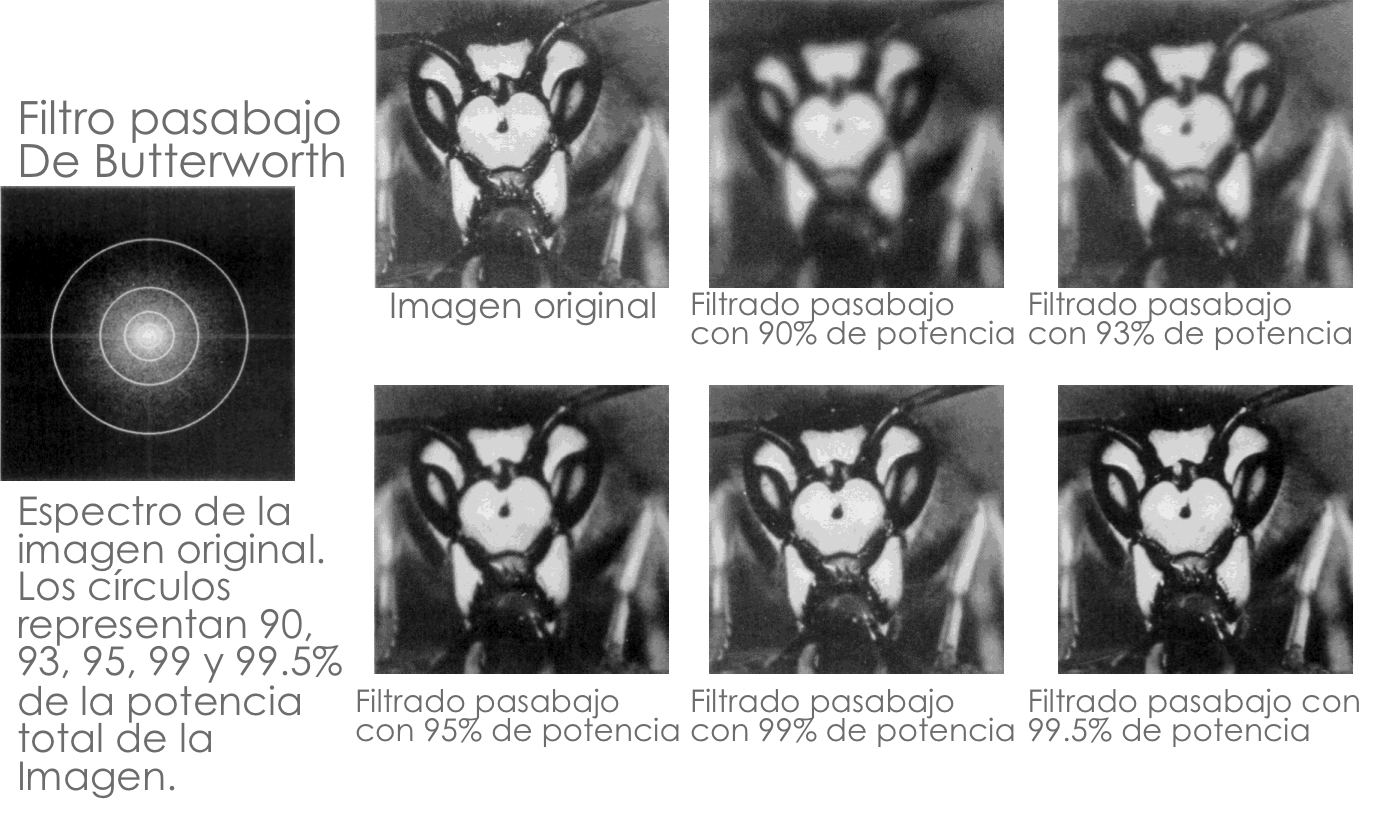 Filtro pasabajo
De Butterworth
Espectro de la
imagen original.
Los círculos
representan 90,
93, 95, 99 y 99.5%
de la potencia
total de la
Imagen.
Imagen original
Filtrado pasabajo
con 90% de potencia
Filtrado pasabajo
con 93% de potencia
Filtrado pasabajo
con 95% de potencia
Filtrado pasabajo
con 99% de potencia
Filtrado pasabajo con
99.5% de potencia